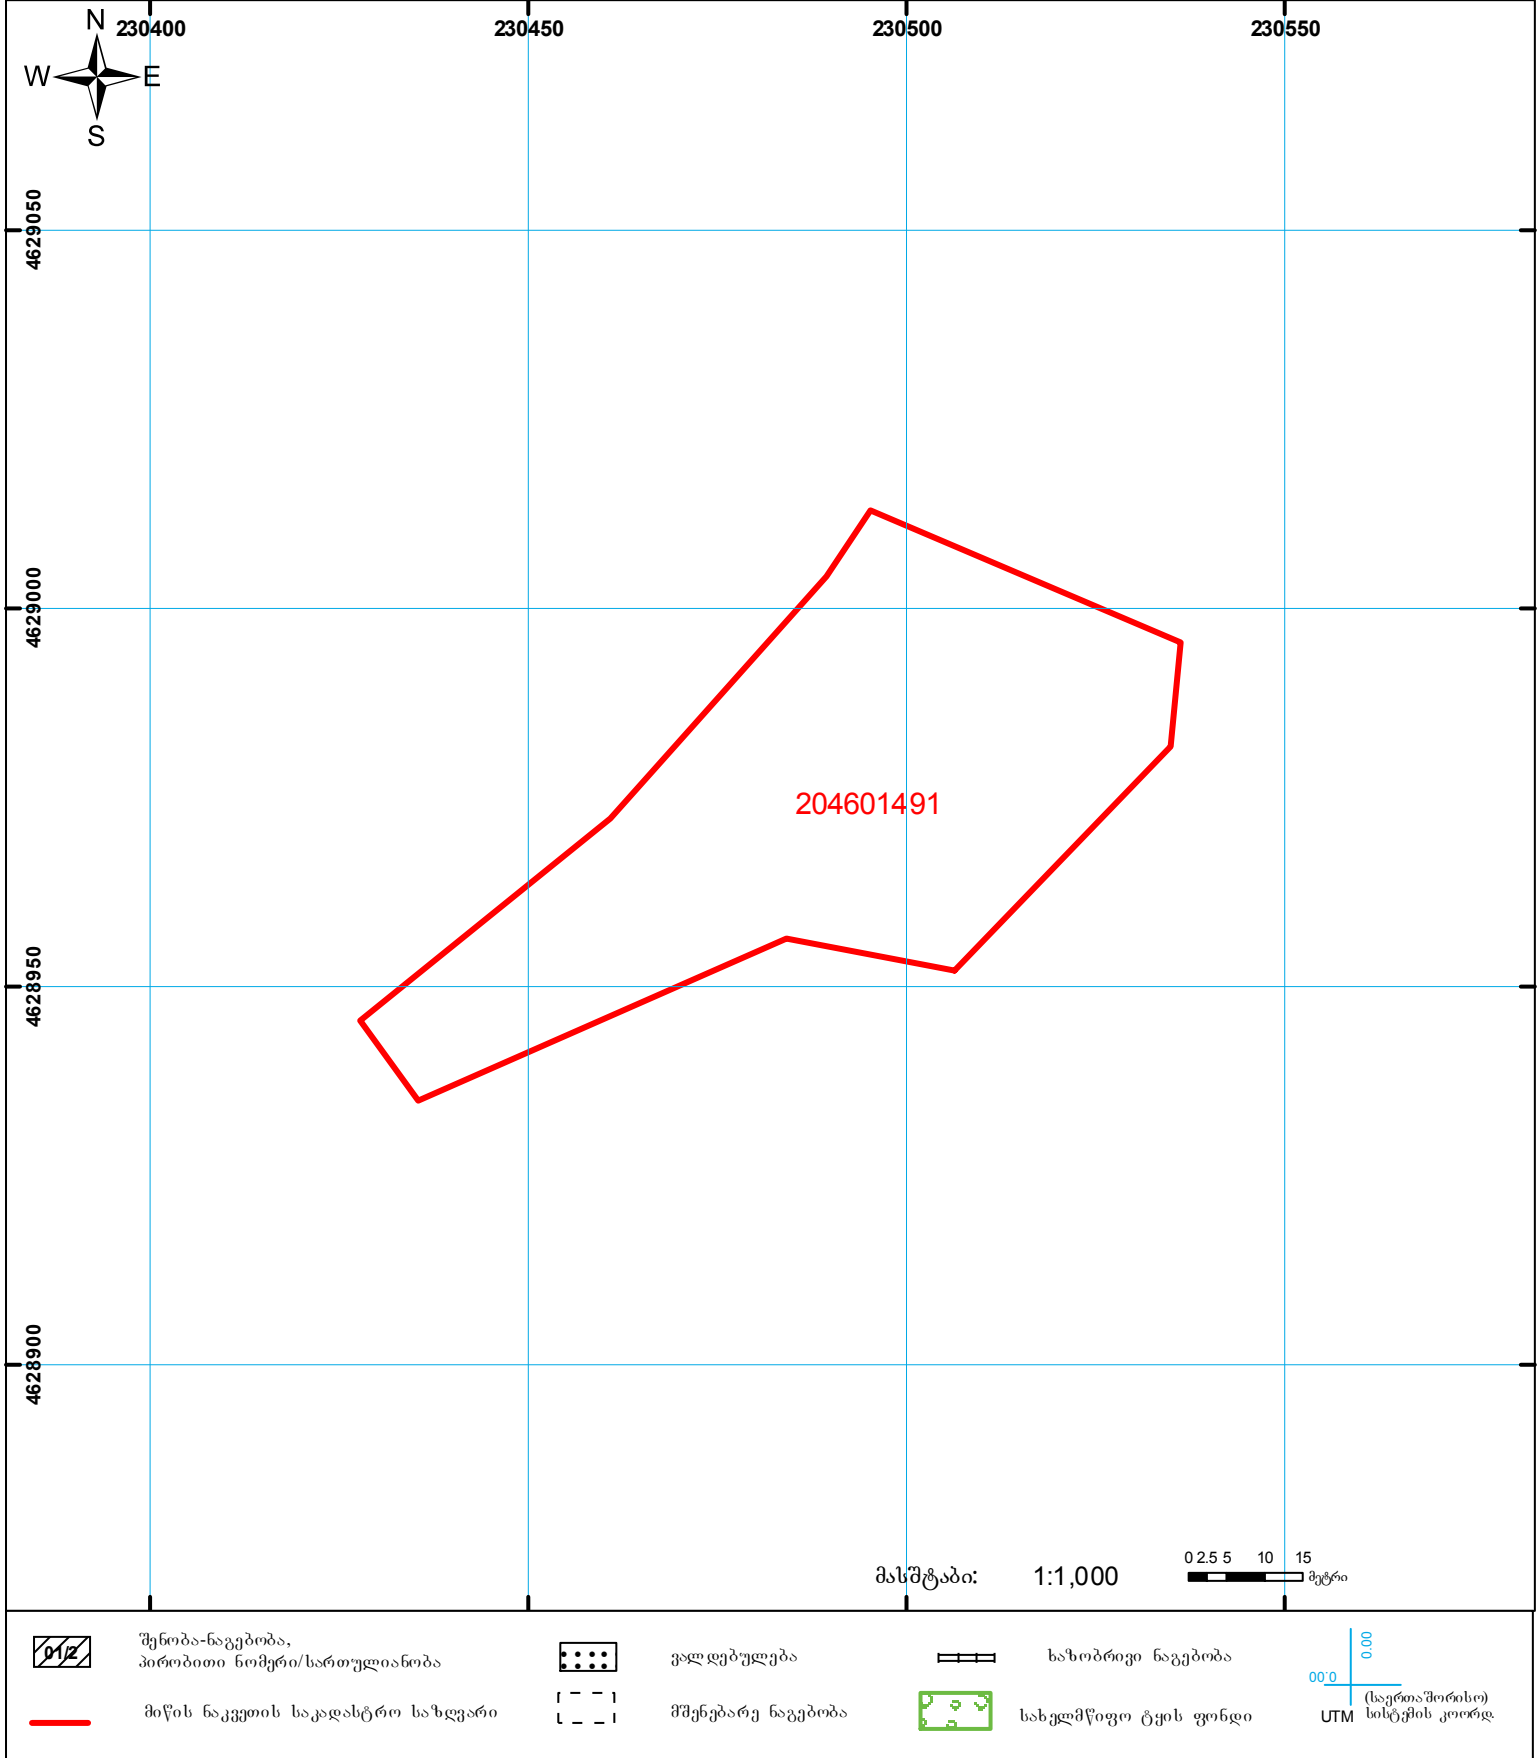 230400
230450
230500
230550
N
W
E
S
4629050
4629000
4628950
4628900
204601491
მასშტაბი: 1:1,000
0 2.5 5 10 15
მეტრი
01/2
შენობა-ნაგებობა,
პირობითი ნომერი/სართულიანობა
ვალდებულება
ხაზობრივი ნაგებობა
00.0
00.0
მიწის ნაკვეთის საკადასტრო საზღვარი
მშენებარე ნაგებობა
სახელმწიფო ტყის ფონდი
UTM
(საერთაშორისო)
სისტემის კოორდ.